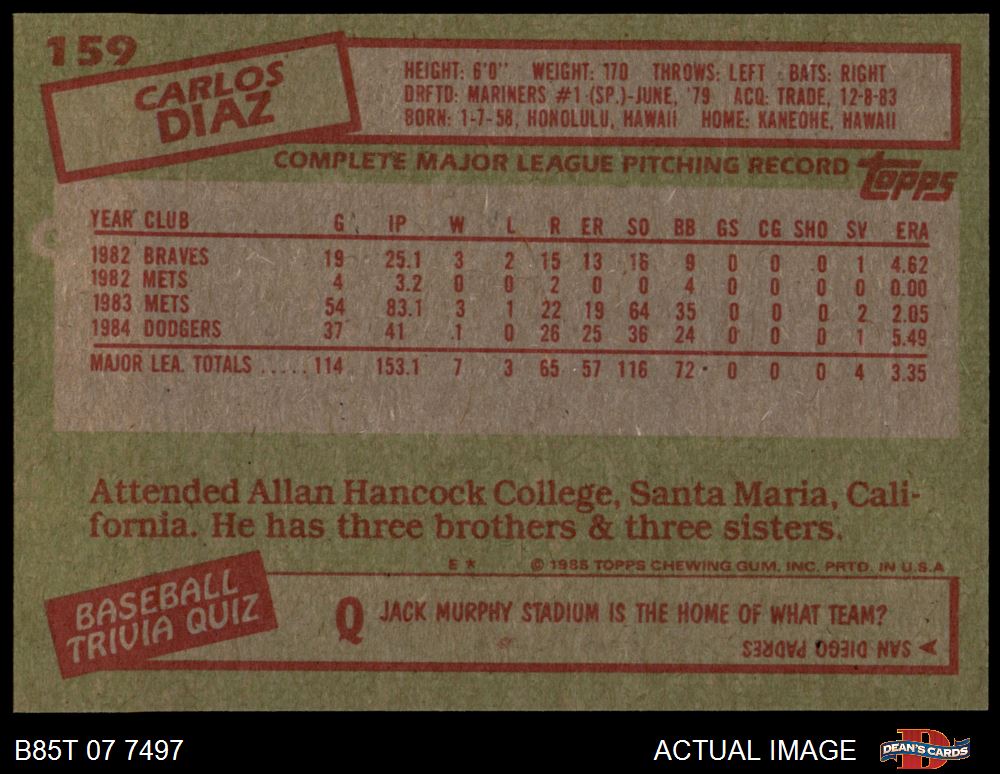 159
CARLOS
DIAZ
HEIGHT: 6'0" WEIGHT: 170 THROWS: LEFT BATS: RIGHT
DRFTD: MARINERS #1 (SP.)-JUNE, '79 ACQ: TRADE, 12-8-83
BORN: 1-7-58, HONOLULU, HAWAII HOME: KANEOHE, HAWAII
COMPLETE MAJOR LEAGUE PITCHING RECORD
topps
YEAR CLUB G IP W L R ER SO BB GS CG SHO SV ERA
1982 BRAVES 19 25.1 3 2 15 13 16 9 0 0 0 1 4.62
1982 METS 4 3.2 0 0 2 0 0 4 0 0 0 0 0.00
1983 METS 54 83.1 3 1 22 19 64 35 0 0 0 2 2.05
1984 DODGERS 37 41 1 0 26 25 36 24 0 0 0 1 5.49
MAJOR LEA. TOTALS ..... 114 153.1 7 3 65 57 116 72 0 0 0 4 3.35
Attended Allan Hancock College, Santa Maria, Cali-
fornia. He has three brothers & three sisters.
E * © 1985 TOPPS CHEWING GUM, INC. PRTD. IN U.S.A
BASEBALL
TRIVIA QUIZ
Q JACK MURPHY STADIUM IS THE HOME OF WHAT TEAM?
SAN DIEGO PADRES
B85T 07 7497 ACTUAL IMAGE DEAN'S CARDS